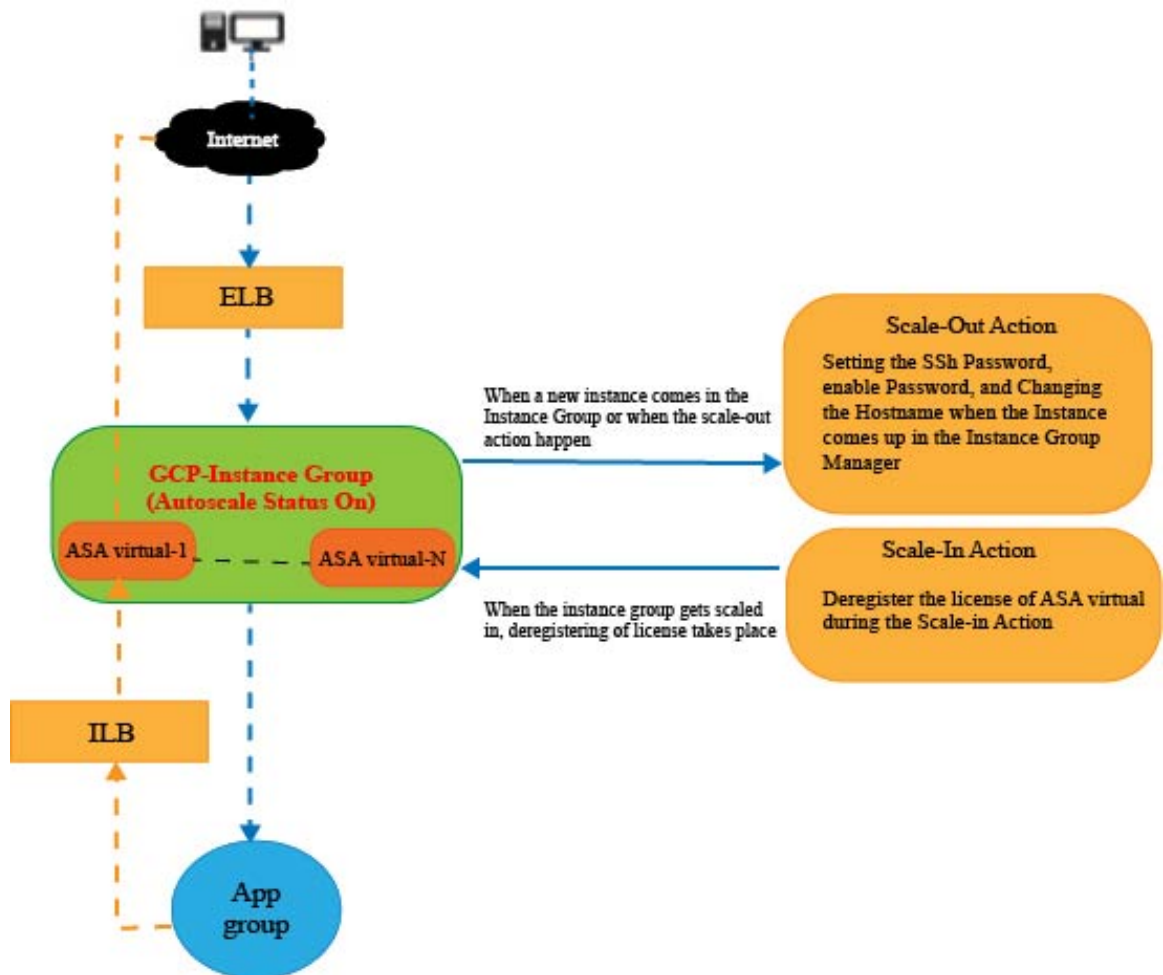 Internet
ELB
When a new instance comes in the
Instance Group or when the scale-out
action happen
Scale-Out Action
Setting the SSh Password,
enable Password, and Changing
the Hostname when the Instance
comes up in the Instance Group
Manager
GCP-Instance Group
(Autoscale Status On)
ASA virtual-1
ASA virtual-N
When the instance group gets scaled
in, deregistering of license takes place
Scale-In Action
Deregister the license of ASA virtual
during the Scale-in Action
ILB
App
group